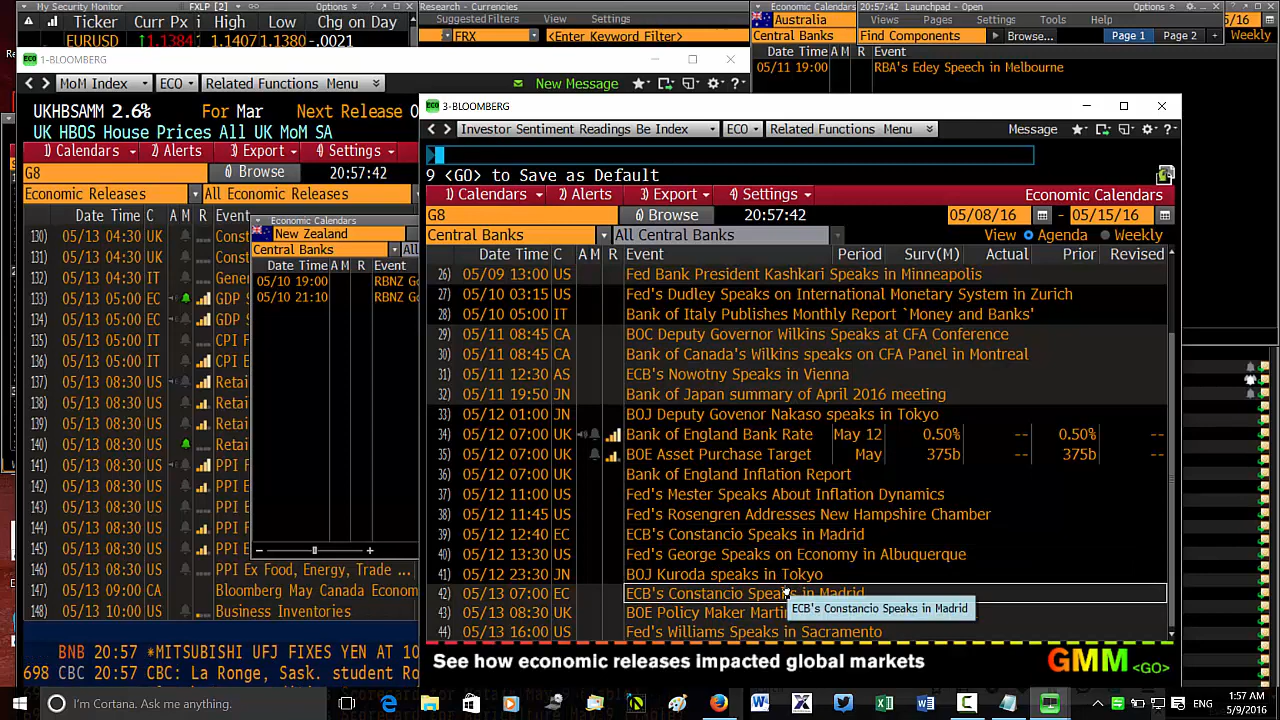 My Security Monitor
FXLP [2]
Options
Ticker Curr Px High Low Chg on Day
EURUSD 1.1384 1.1407 1.1380 -.0021
Research - Currencies
Suggested Filters View Settings
FRX <Enter Keyword Filter>
Economic Calendars
Australia
Central Banks
Date Time A M R Event
05/11 19:00 RBA's Edey Speech in Melbourne
20:57:42 Launchpad - Open
Options
Views Pages Settings Tools Help
Find Components Browse... Page 1 Page 2 +
5/16
Weekly
1-BLOOMBERG
MoM Index ECO Related Functions Menu New Message
UKHBSAMM 2.6% For Mar Next Release
UK HBOS House Prices All UK MoM SA
1) Calendars 2) Alerts 3) Export 4) Settings
G8 Browse 20:57:42
Economic Releases All Economic Releases
Date Time C A M R Event
130) 05/13 04:30 UK Const
131) 05/13 04:30 UK Const
132) 05/13 04:30 IT Gener
133) 05/13 05:00 EC GDP S
134) 05/13 05:00 EC GDP S
135) 05/13 05:00 IT CPI F
136) 05/13 05:00 IT CPI E
137) 05/13 08:30 US Retai
138) 05/13 08:30 US Retai
139) 05/13 08:30 US Retai
140) 05/13 08:30 US Retai
141) 05/13 08:30 US PPI F
142) 05/13 08:30 US PPI E
143) 05/13 08:30 US PPI E
144) 05/13 08:30 US PPI F
145) 05/13 08:30 US PPI E
146) 05/13 08:30 US PPI Ex Food, Energy, Trade ...
147) 05/13 09:00 CA Bloomberg May Canada Econom
148) 05/13 10:00 US Business Inventories
Economic Calendars
New Zealand
Central Banks All
Date Time A M R Event
05/10 19:00 RBNZ Go
05/10 21:10 RBNZ G
BNB 20:57 *MITSUBISHI UFJ FIXES YEN AT 10
698 CBC 20:57 CBC: La Ronge, Sask. student Ro
3-BLOOMBERG
Investor Sentiment Readings Be Index ECO Related Functions Menu Message
9 <GO> to Save as Default
1) Calendars 2) Alerts 3) Export 4) Settings Economic Calendars
G8 Browse 20:57:42 05/08/16 - 05/15/16
Central Banks All Central Banks View Agenda Weekly
Date Time C A M R Event Period Surv(M) Actual Prior Revised
26) 05/09 13:00 US Fed Bank President Kashkari Speaks in Minneapolis
27) 05/10 03:15 US Fed's Dudley Speaks on International Monetary System in Zurich
28) 05/10 05:00 IT Bank of Italy Publishes Monthly Report `Money and Banks'
29) 05/11 08:45 CA BOC Deputy Governor Wilkins Speaks at CFA Conference
30) 05/11 08:45 CA Bank of Canada's Wilkins speaks on CFA Panel in Montreal
31) 05/11 12:30 AS ECB's Nowotny Speaks in Vienna
32) 05/11 19:50 JN Bank of Japan summary of April 2016 meeting
33) 05/12 01:00 JN BOJ Deputy Govenor Nakaso speaks in Tokyo
34) 05/12 07:00 UK Bank of England Bank Rate May 12 0.50% -- 0.50% --
35) 05/12 07:00 UK BOE Asset Purchase Target May 375b -- 375b --
36) 05/12 07:00 UK Bank of England Inflation Report
37) 05/12 11:00 US Fed's Mester Speaks About Inflation Dynamics
38) 05/12 11:45 US Fed's Rosengren Addresses New Hampshire Chamber
39) 05/12 12:40 EC ECB's Constancio Speaks in Madrid
40) 05/12 13:30 US Fed's George Speaks on Economy in Albuquerque
41) 05/12 23:30 JN BOJ Kuroda speaks in Tokyo
42) 05/13 07:00 EC ECB's Constancio Speaks in Madrid
43) 05/13 08:30 UK BOE Policy Maker Marti
44) 05/13 16:00 US Fed's Williams Speaks in Sacramento
ECB's Constancio Speaks in Madrid
See how economic releases impacted global markets GMM <GO>
I'm Cortana. Ask me anything.
ENG
1:57 AM
5/9/2016